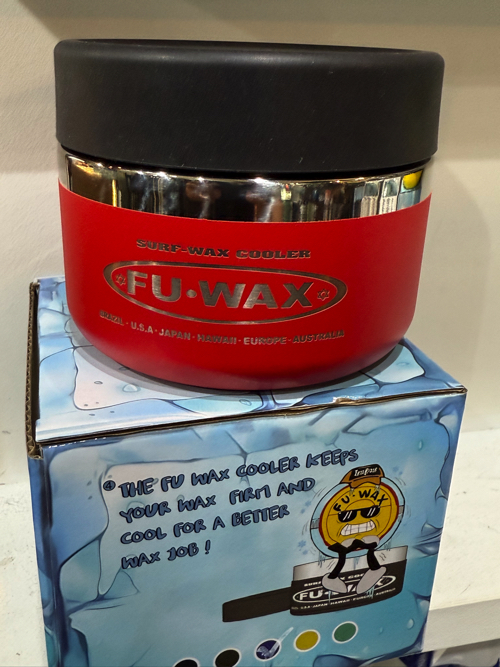 SURF-WAX COOLER
FU·WAX
BRAZIL · U.S.A · JAPAN · HAWAII · EUROPE · AUSTRALIA
THE FU WAX COOLER KEEPS
YOUR WAX FIRM AND
COOL FOR A BETTER
WAX JOB !
FU WAX